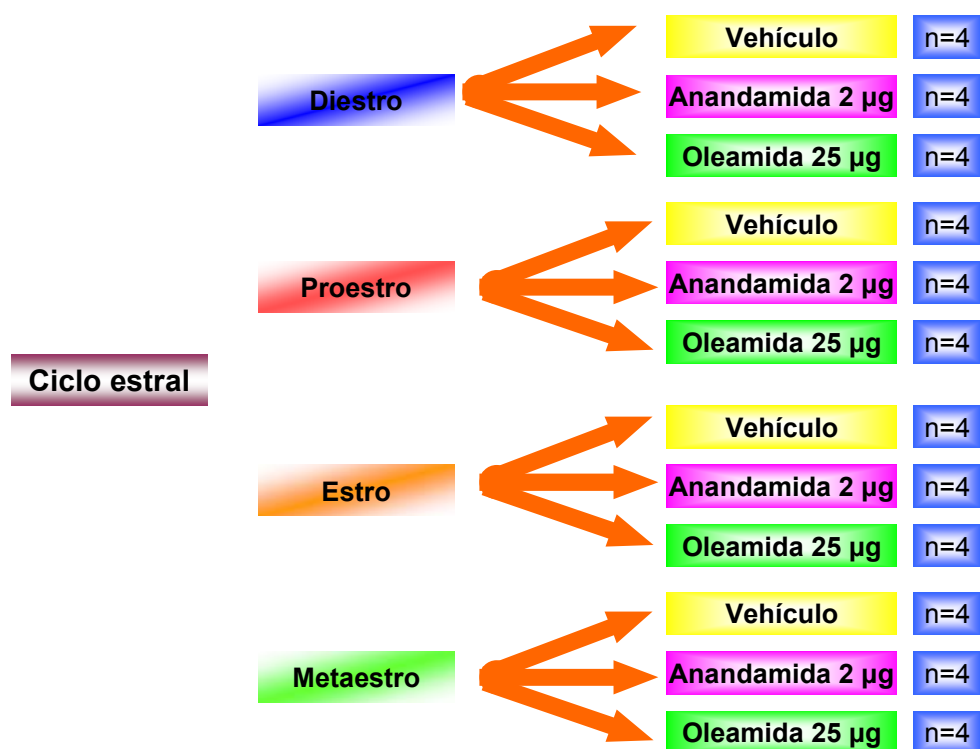 Vehículo n=4
Diestro Anandamida 2 µg n=4
Oleamida 25 µg n=4
Vehículo n=4
Proestro Anandamida 2 µg n=4
Oleamida 25 µg n=4
Ciclo estral
Vehículo n=4
Estro Anandamida 2 µg n=4
Oleamida 25 µg n=4
Vehículo n=4
Metaestro Anandamida 2 µg n=4
Oleamida 25 µg n=4